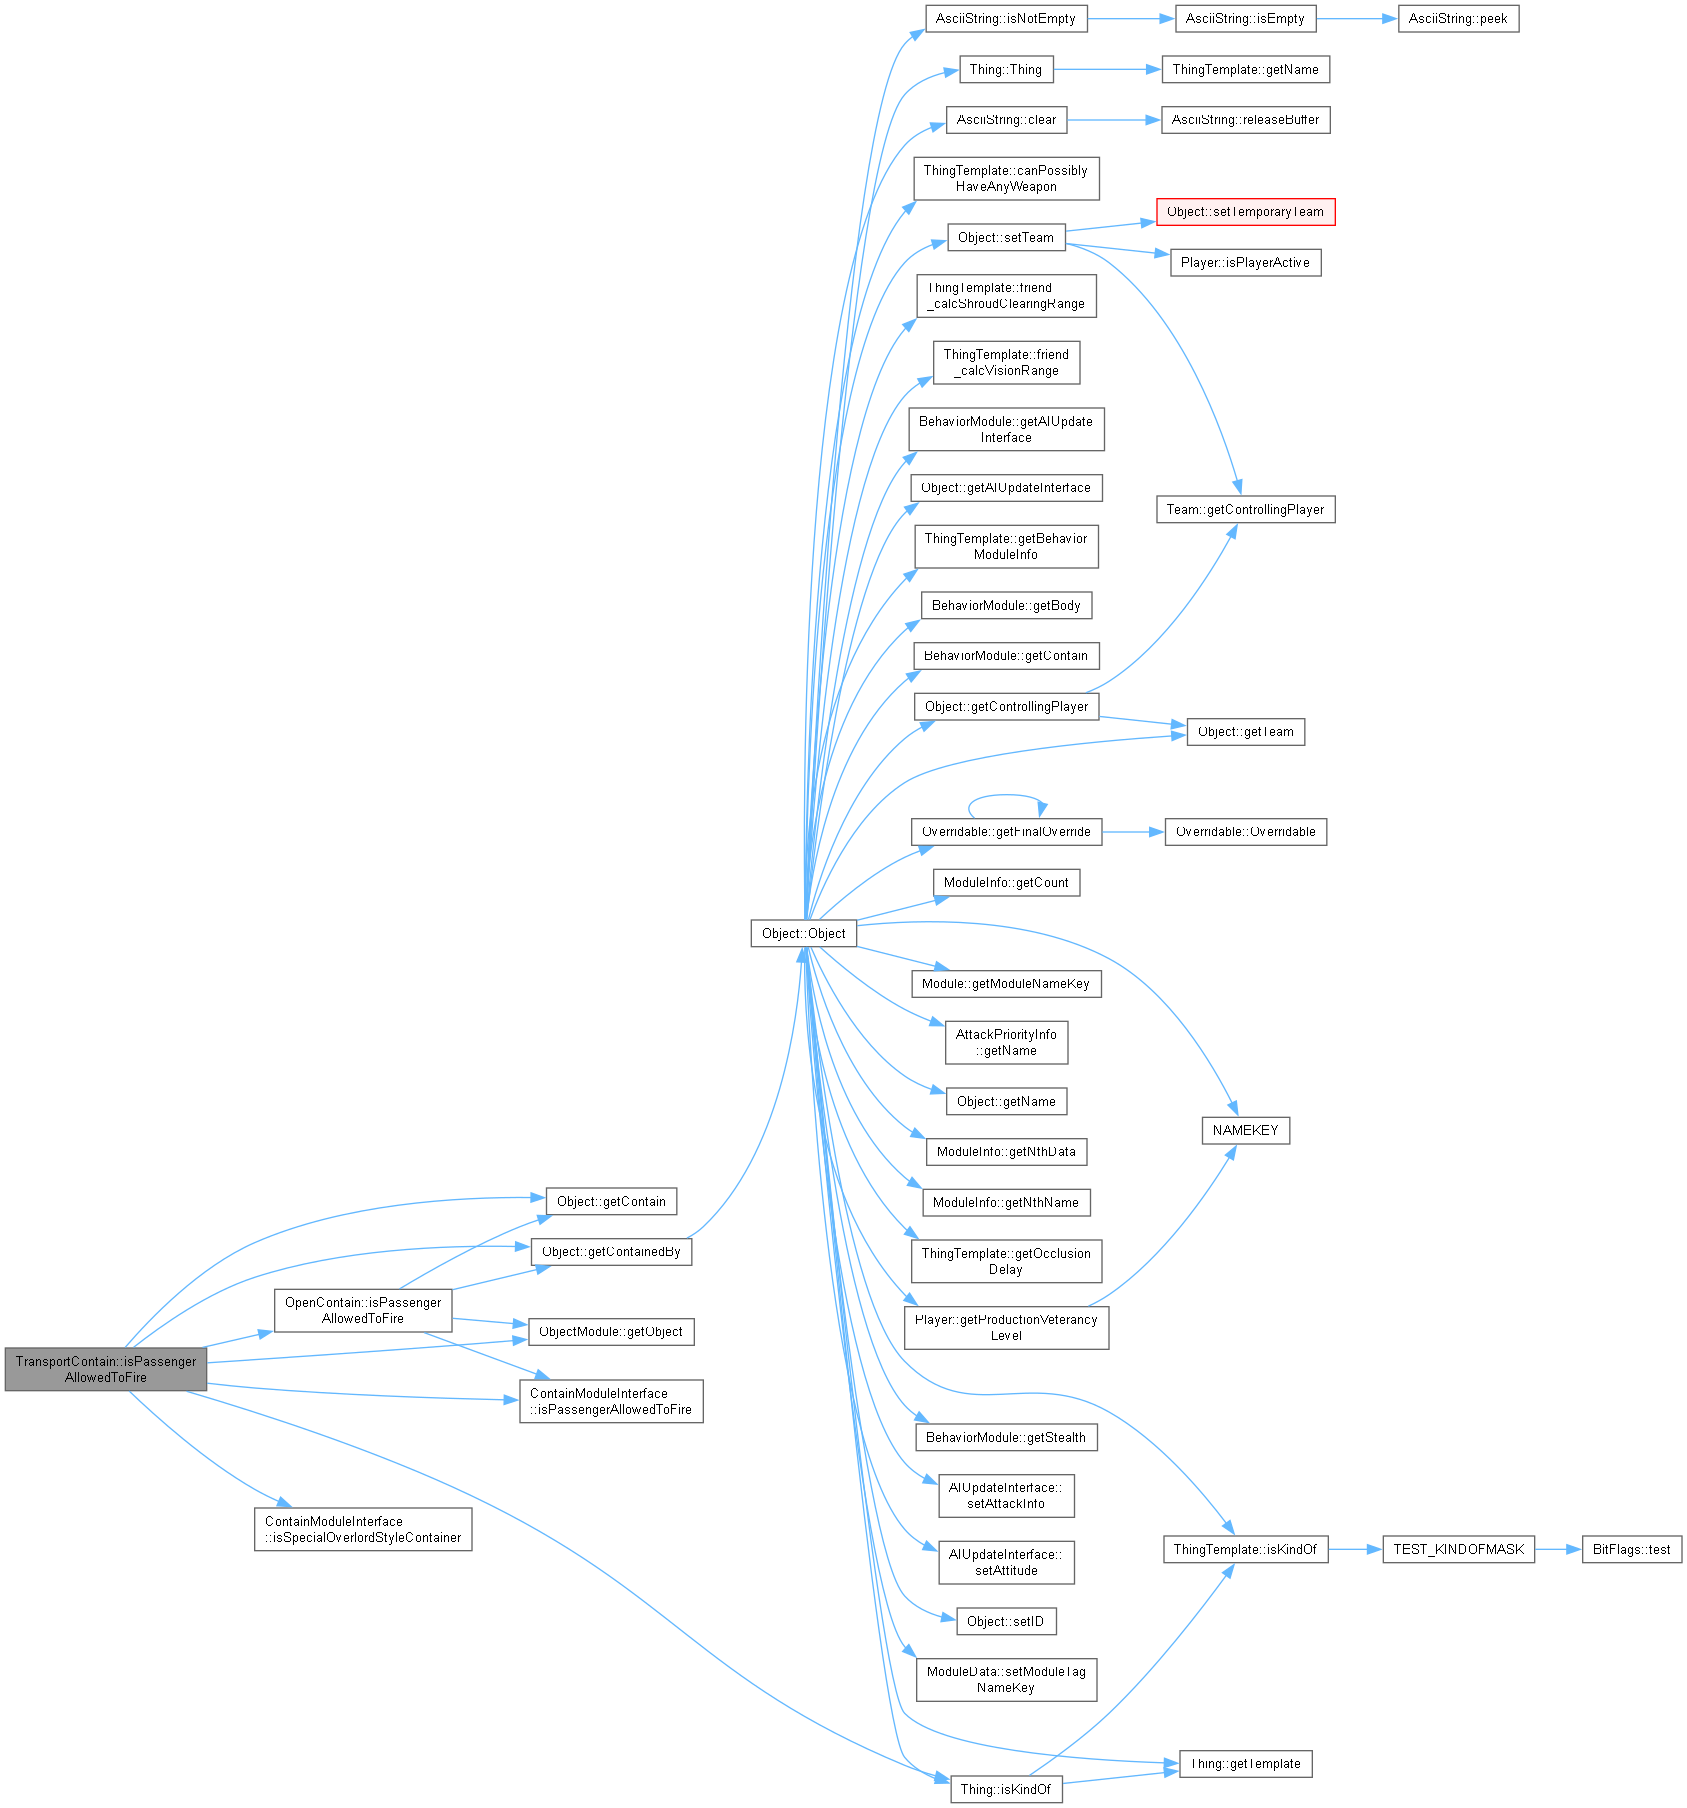 AsciiString::isNotEmpty
AsciiString::isEmpty
AsciiString::peek
Thing::Thing
ThingTemplate::getName
AsciiString::clear
AsciiString::releaseBuffer
ThingTemplate::canPossibly
HaveAnyWeapon
Object::setTemporaryTeam
Object::setTeam
Player::isPlayerActive
ThingTemplate::friend
_calcShroudClearingRange
ThingTemplate::friend
_calcVisionRange
BehaviorModule::getAIUpdate
Interface
Object::getAIUpdateInterface
Team::getControllingPlayer
ThingTemplate::getBehavior
ModuleInfo
BehaviorModule::getBody
BehaviorModule::getContain
Object::getControllingPlayer
Object::getTeam
Overridable::getFinalOverride
Overridable::Overridable
ModuleInfo::getCount
Object::Object
Module::getModuleNameKey
AttackPriorityInfo
::getName
Object::getName
NAMEKEY
ModuleInfo::getNthData
ModuleInfo::getNthName
Object::getContain
Object::getContainedBy
ThingTemplate::getOcclusion
Delay
OpenContain::isPassenger
AllowedToFire
ObjectModule::getObject
Player::getProductionVeterancy
Level
TransportContain::isPassenger
AllowedToFire
ContainModuleInterface
::isPassengerAllowedToFire
BehaviorModule::getStealth
AIUpdateInterface::
setAttackInfo
ContainModuleInterface
::isSpecialOverlordStyleContainer
AIUpdateInterface::
setAttitude
ThingTemplate::isKindOf
TEST_KINDOFMASK
BitFlags::test
Object::setID
ModuleData::setModuleTag
NameKey
Thing::getTemplate
Thing::isKindOf